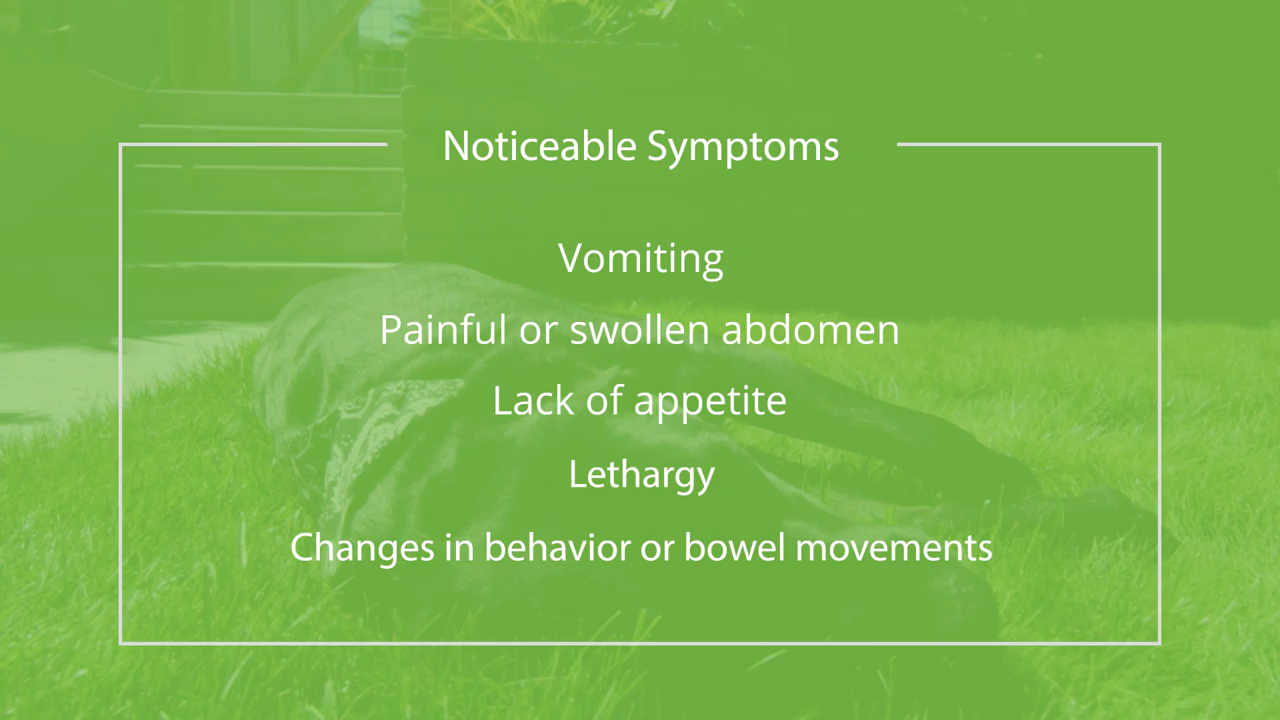 Noticeable Symptoms
Vomiting
Painful or swollen abdomen
Lack of appetite
Lethargy
Changes in behavior or bowel movements